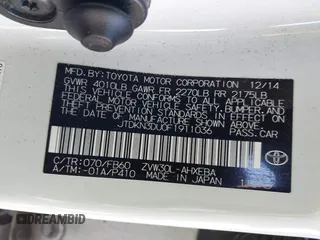 MFD. BY: TOYOTA MOTOR CORPORATION 12/14
GVWR 4010LB GAWR FR 2270LB RR 2175LB
THIS VEHICLE CONFORMS TO ALL APPLICABLE
FEDERAL MOTOR VEHICLE SAFETY, BUMPER, AND
THEFT PREVENTION STANDARDS IN EFFECT ON
THE DATE OF MANUFACTURE SHOWN ABOVE.
JTDKN3DU0F1911036 PASS.CAR
C/TR: 070/FB60 ZVW30L-AHXEBA
A/TM: -01A/P410 MADE IN JAPAN